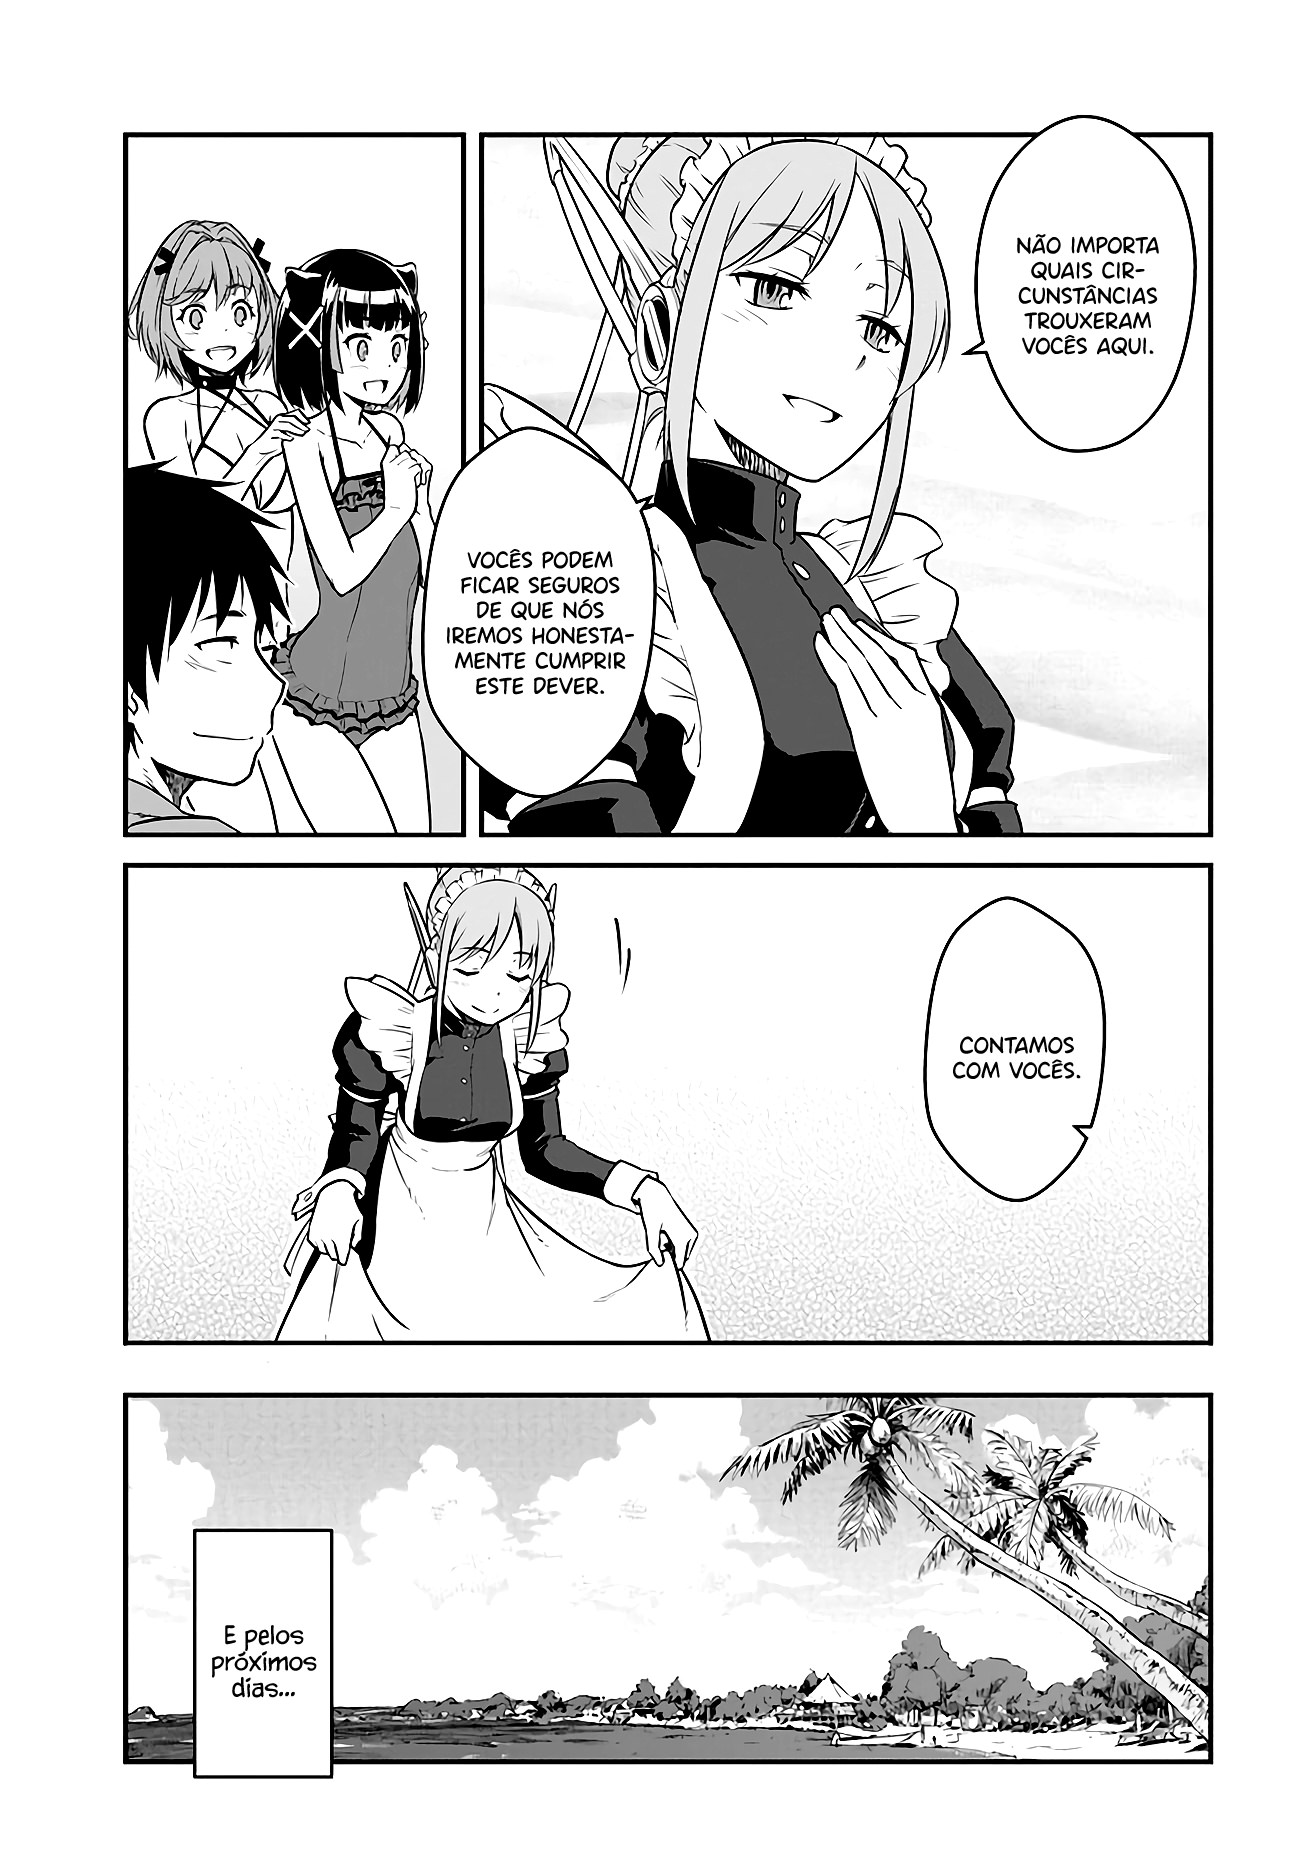 NÃO IMPORTA
QUAIS CIR-
CUNSTÂNCIAS
TROUXERAM
VOCÊS AQUI.
VOCÊS PODEM
FICAR SEGUROS
DE QUE NÓS
IREMOS HONESTA-
MENTE CUMPRIR
ESTE DEVER.
CONTAMOS
COM VOCÊS.
E pelos
próximos
dias...